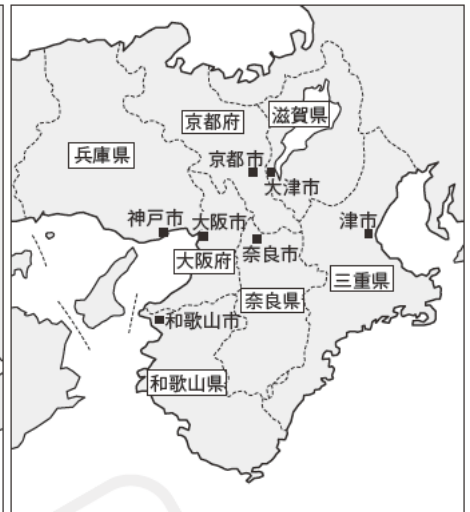 滋賀県
京都府
兵庫県
京都市
大津市
神戸市
大阪市
津市
奈良市
大阪府
三重県
奈良県
和歌山市
和歌山県